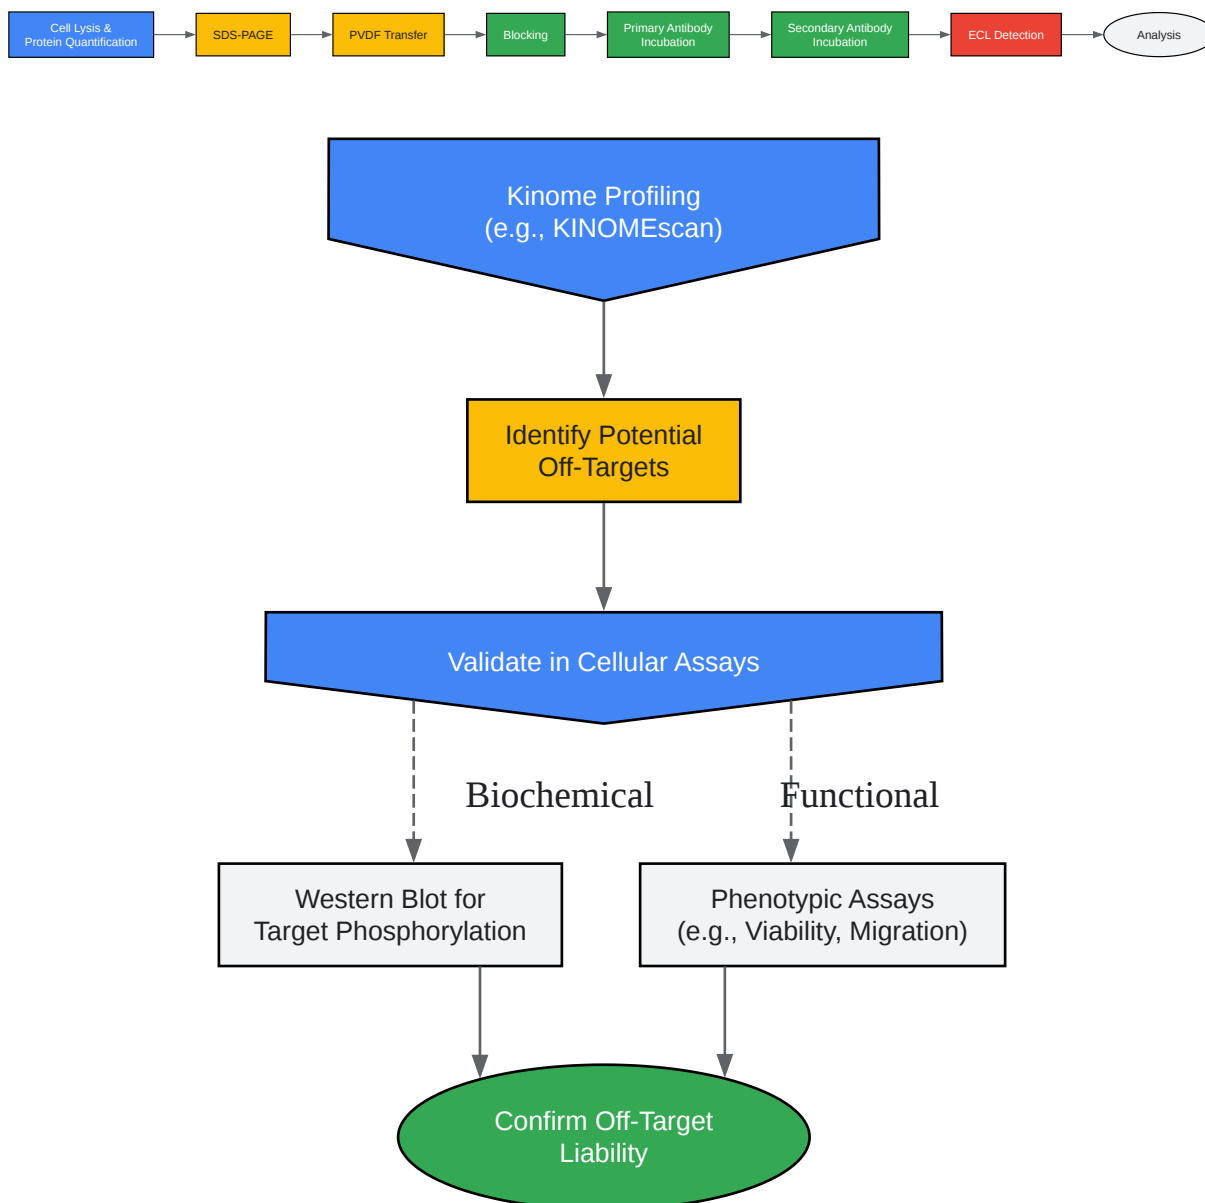 Cell Lysis &
Protein Quantification
SDS-PAGE
PVDF Transfer
Blocking
Primary Antibody
Incubation
Secondary Antibody
Incubation
ECL Detection
Analysis
Kinome Profiling
(e.g., KINOMEscan)
Identify Potential
Off-Targets
Validate in Cellular Assays
Biochemical
Functional
Western Blot for
Target Phosphorylation
Phenotypic Assays
(e.g., Viability, Migration)
Confirm Off-Target
Liability